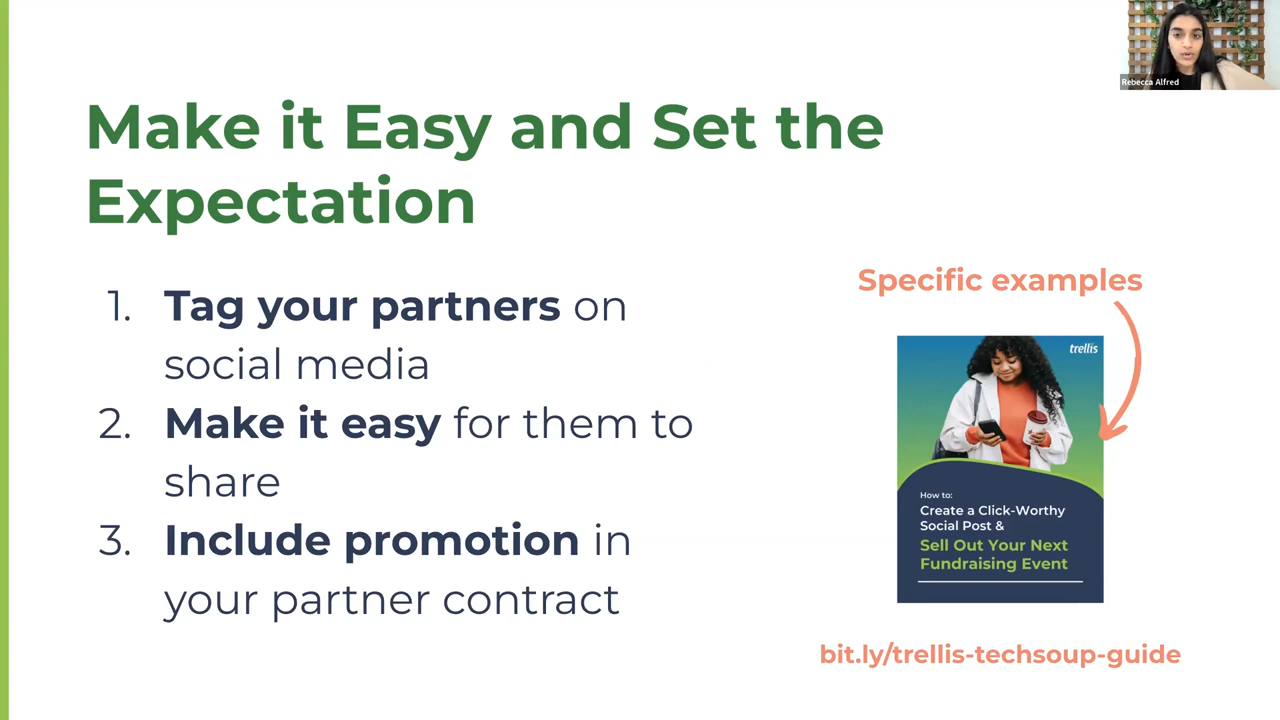 Rebecca Alfred
Make it Easy and Set the
Expectation
1. Tag your partners on
social media
2. Make it easy for them to
share
3. Include promotion in
your partner contract
Specific examples
trellis
How to:
Create a Click-Worthy
Social Post &
Sell Out Your Next
Fundraising Event
bit.ly/trellis-techsoup-guide